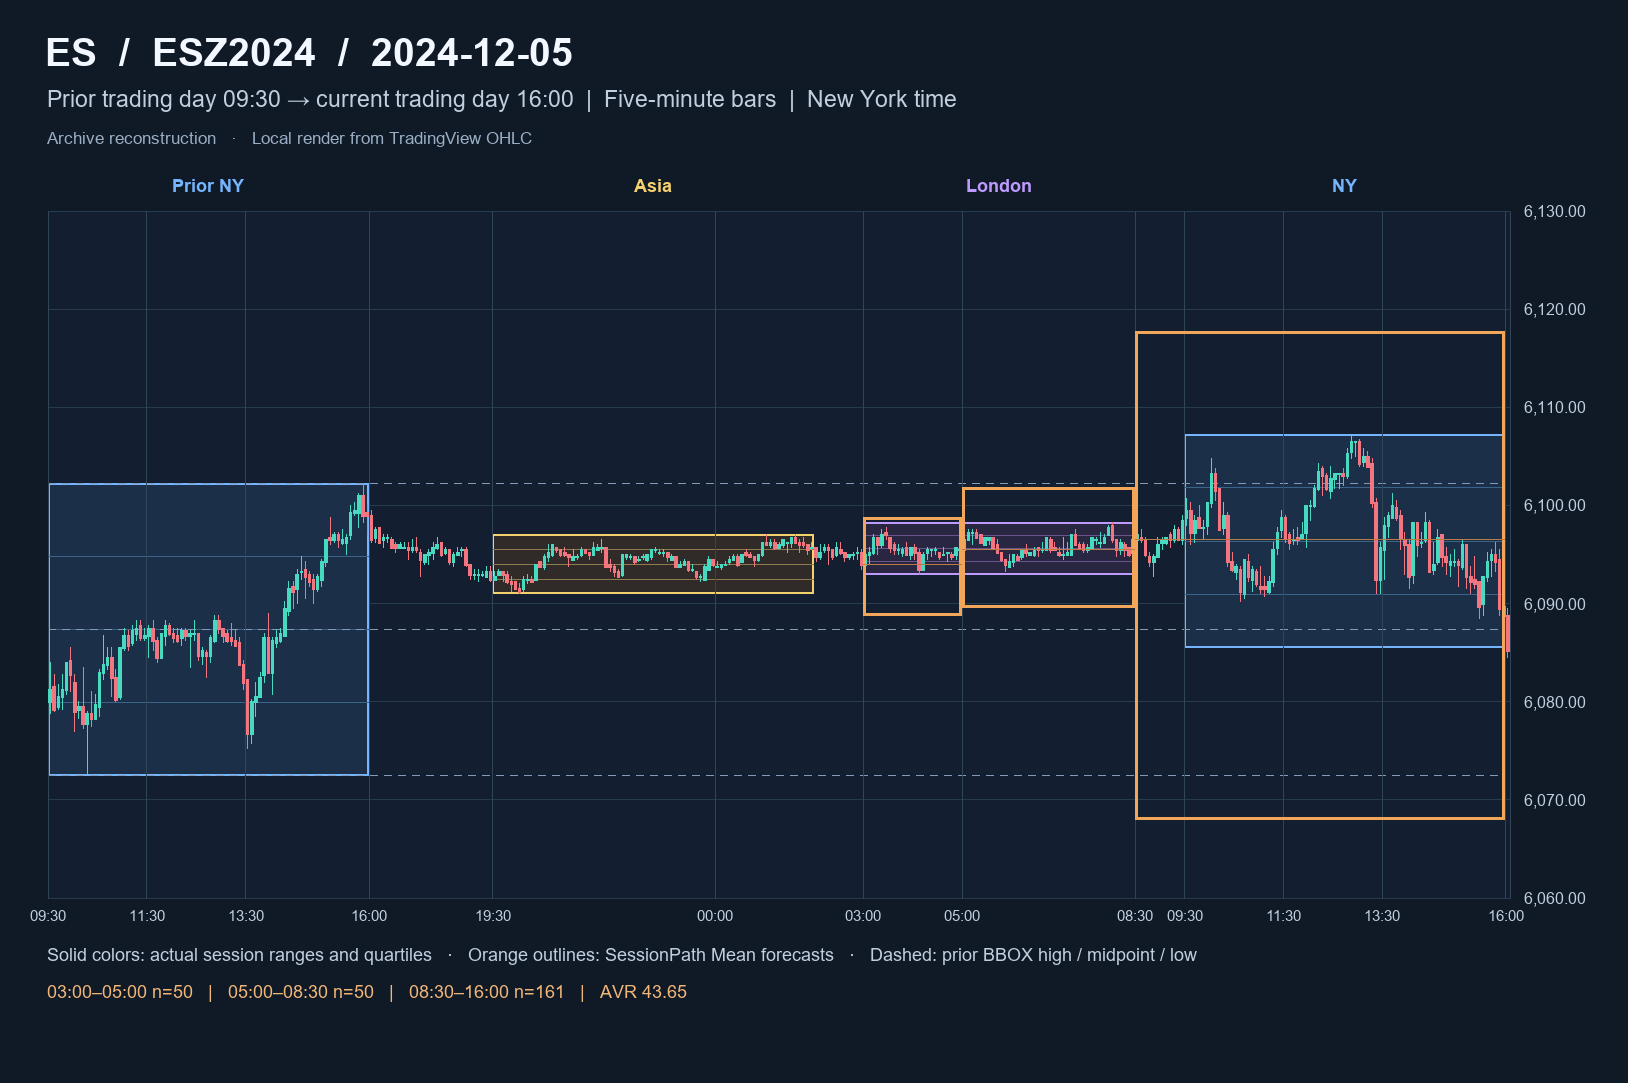 ES / ESZ2024 / 2024-12-05
Prior trading day 09:30 → current trading day 16:00 | Five-minute bars | New York time
Archive reconstruction · Local render from TradingView OHLC
Prior NY Asia London NY
6,130.00
6,120.00
6,110.00
6,100.00
6,090.00
6,080.00
6,070.00
6,060.00
09:30 11:30 13:30 16:00 19:30 00:00 03:00 05:00 08:30 09:30 11:30 13:30 16:00
Solid colors: actual session ranges and quartiles · Orange outlines: SessionPath Mean forecasts · Dashed: prior BBOX high / midpoint / low
03:00–05:00 n=50 | 05:00–08:30 n=50 | 08:30–16:00 n=161 | AVR 43.65